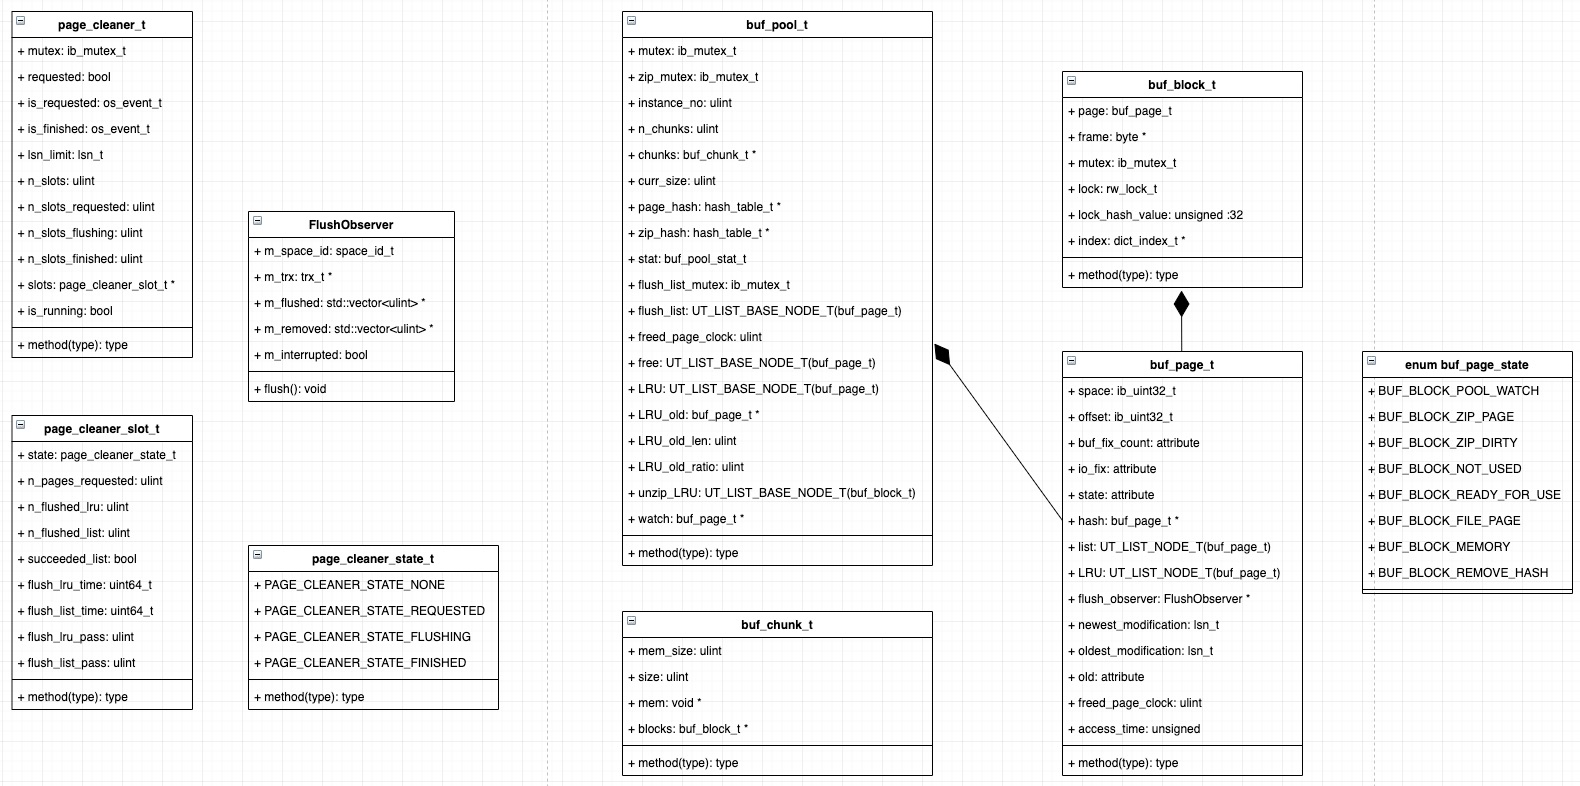 page_cleaner_t
+ mutex: ib_mutex_t
+ requested: bool
+ is_requested: os_event_t
+ is_finished: os_event_t
+ lsn_limit: lsn_t
+ n_slots: ulint
+ n_slots_requested: ulint
+ n_slots_flushing: ulint
+ n_slots_finished: ulint
+ slots: page_cleaner_slot_t *
+ is_running: bool
+ method(type): type
page_cleaner_slot_t
+ state: page_cleaner_state_t
+ n_pages_requested: ulint
+ n_flushed_lru: ulint
+ n_flushed_list: ulint
+ succeeded_list: bool
+ flush_lru_time: uint64_t
+ flush_list_time: uint64_t
+ flush_lru_pass: ulint
+ flush_list_pass: ulint
+ method(type): type
FlushObserver
+ m_space_id: space_id_t
+ m_trx: trx_t *
+ m_flushed: std::vector<ulint> *
+ m_removed: std::vector<ulint> *
+ m_interrupted: bool
+ flush(): void
page_cleaner_state_t
+ PAGE_CLEANER_STATE_NONE
+ PAGE_CLEANER_STATE_REQUESTED
+ PAGE_CLEANER_STATE_FLUSHING
+ PAGE_CLEANER_STATE_FINISHED
+ method(type): type
buf_pool_t
+ mutex: ib_mutex_t
+ zip_mutex: ib_mutex_t
+ instance_no: ulint
+ n_chunks: ulint
+ chunks: buf_chunk_t *
+ curr_size: ulint
+ page_hash: hash_table_t *
+ zip_hash: hash_table_t *
+ stat: buf_pool_stat_t
+ flush_list_mutex: ib_mutex_t
+ flush_list: UT_LIST_BASE_NODE_T(buf_page_t)
+ freed_page_clock: ulint
+ free: UT_LIST_BASE_NODE_T(buf_page_t)
+ LRU: UT_LIST_BASE_NODE_T(buf_page_t)
+ LRU_old: buf_page_t *
+ LRU_old_len: ulint
+ LRU_old_ratio: ulint
+ unzip_LRU: UT_LIST_BASE_NODE_T(buf_block_t)
+ watch: buf_page_t *
+ method(type): type
buf_chunk_t
+ mem_size: ulint
+ size: ulint
+ mem: void *
+ blocks: buf_block_t *
+ method(type): type
buf_block_t
+ page: buf_page_t
+ frame: byte *
+ mutex: ib_mutex_t
+ lock: rw_lock_t
+ lock_hash_value: unsigned :32
+ index: dict_index_t *
+ method(type): type
buf_page_t
+ space: ib_uint32_t
+ offset: ib_uint32_t
+ buf_fix_count: attribute
+ io_fix: attribute
+ state: attribute
+ hash: buf_page_t *
+ list: UT_LIST_NODE_T(buf_page_t)
+ LRU: UT_LIST_NODE_T(buf_page_t)
+ flush_observer: FlushObserver *
+ newest_modification: lsn_t
+ oldest_modification: lsn_t
+ old: attribute
+ freed_page_clock: ulint
+ access_time: unsigned
+ method(type): type
enum buf_page_state
+ BUF_BLOCK_POOL_WATCH
+ BUF_BLOCK_ZIP_PAGE
+ BUF_BLOCK_ZIP_DIRTY
+ BUF_BLOCK_NOT_USED
+ BUF_BLOCK_READY_FOR_USE
+ BUF_BLOCK_FILE_PAGE
+ BUF_BLOCK_MEMORY
+ BUF_BLOCK_REMOVE_HASH